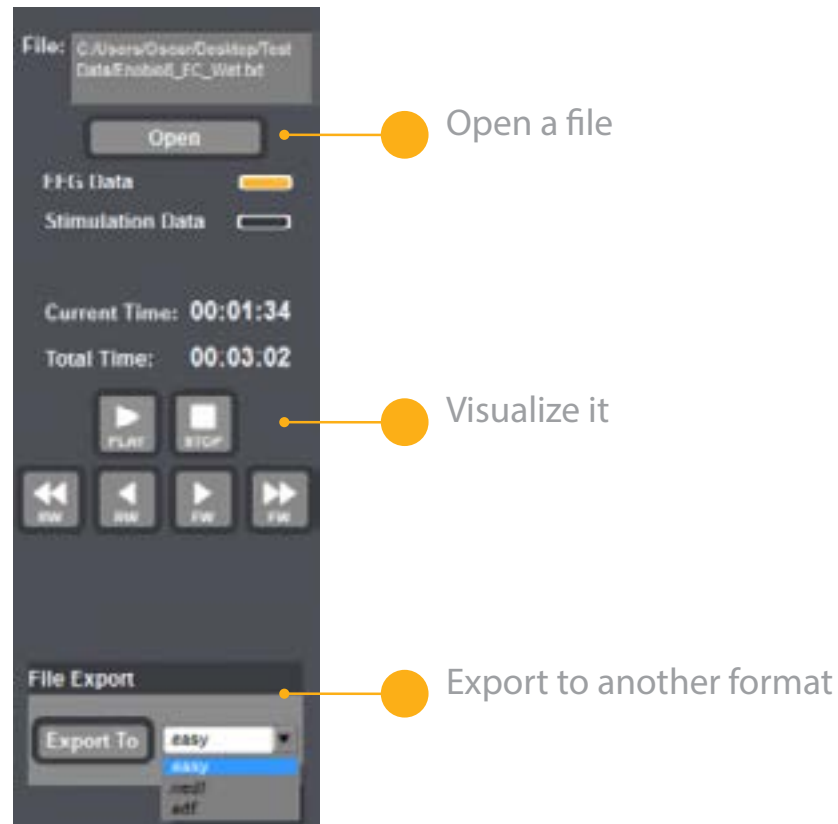 File: C:/Users/Oscar/Desktop/Test
Data/Enobio8_EC_Wet.txt
Open
Open a file
EEG Data
Stimulation Data
Current Time: 00:01:34
Total Time: 00:03:02
PLAY STOP
Visualize it
RW RW FW FW
File Export
Export to another format
Export To easy
easy
nedf
edf